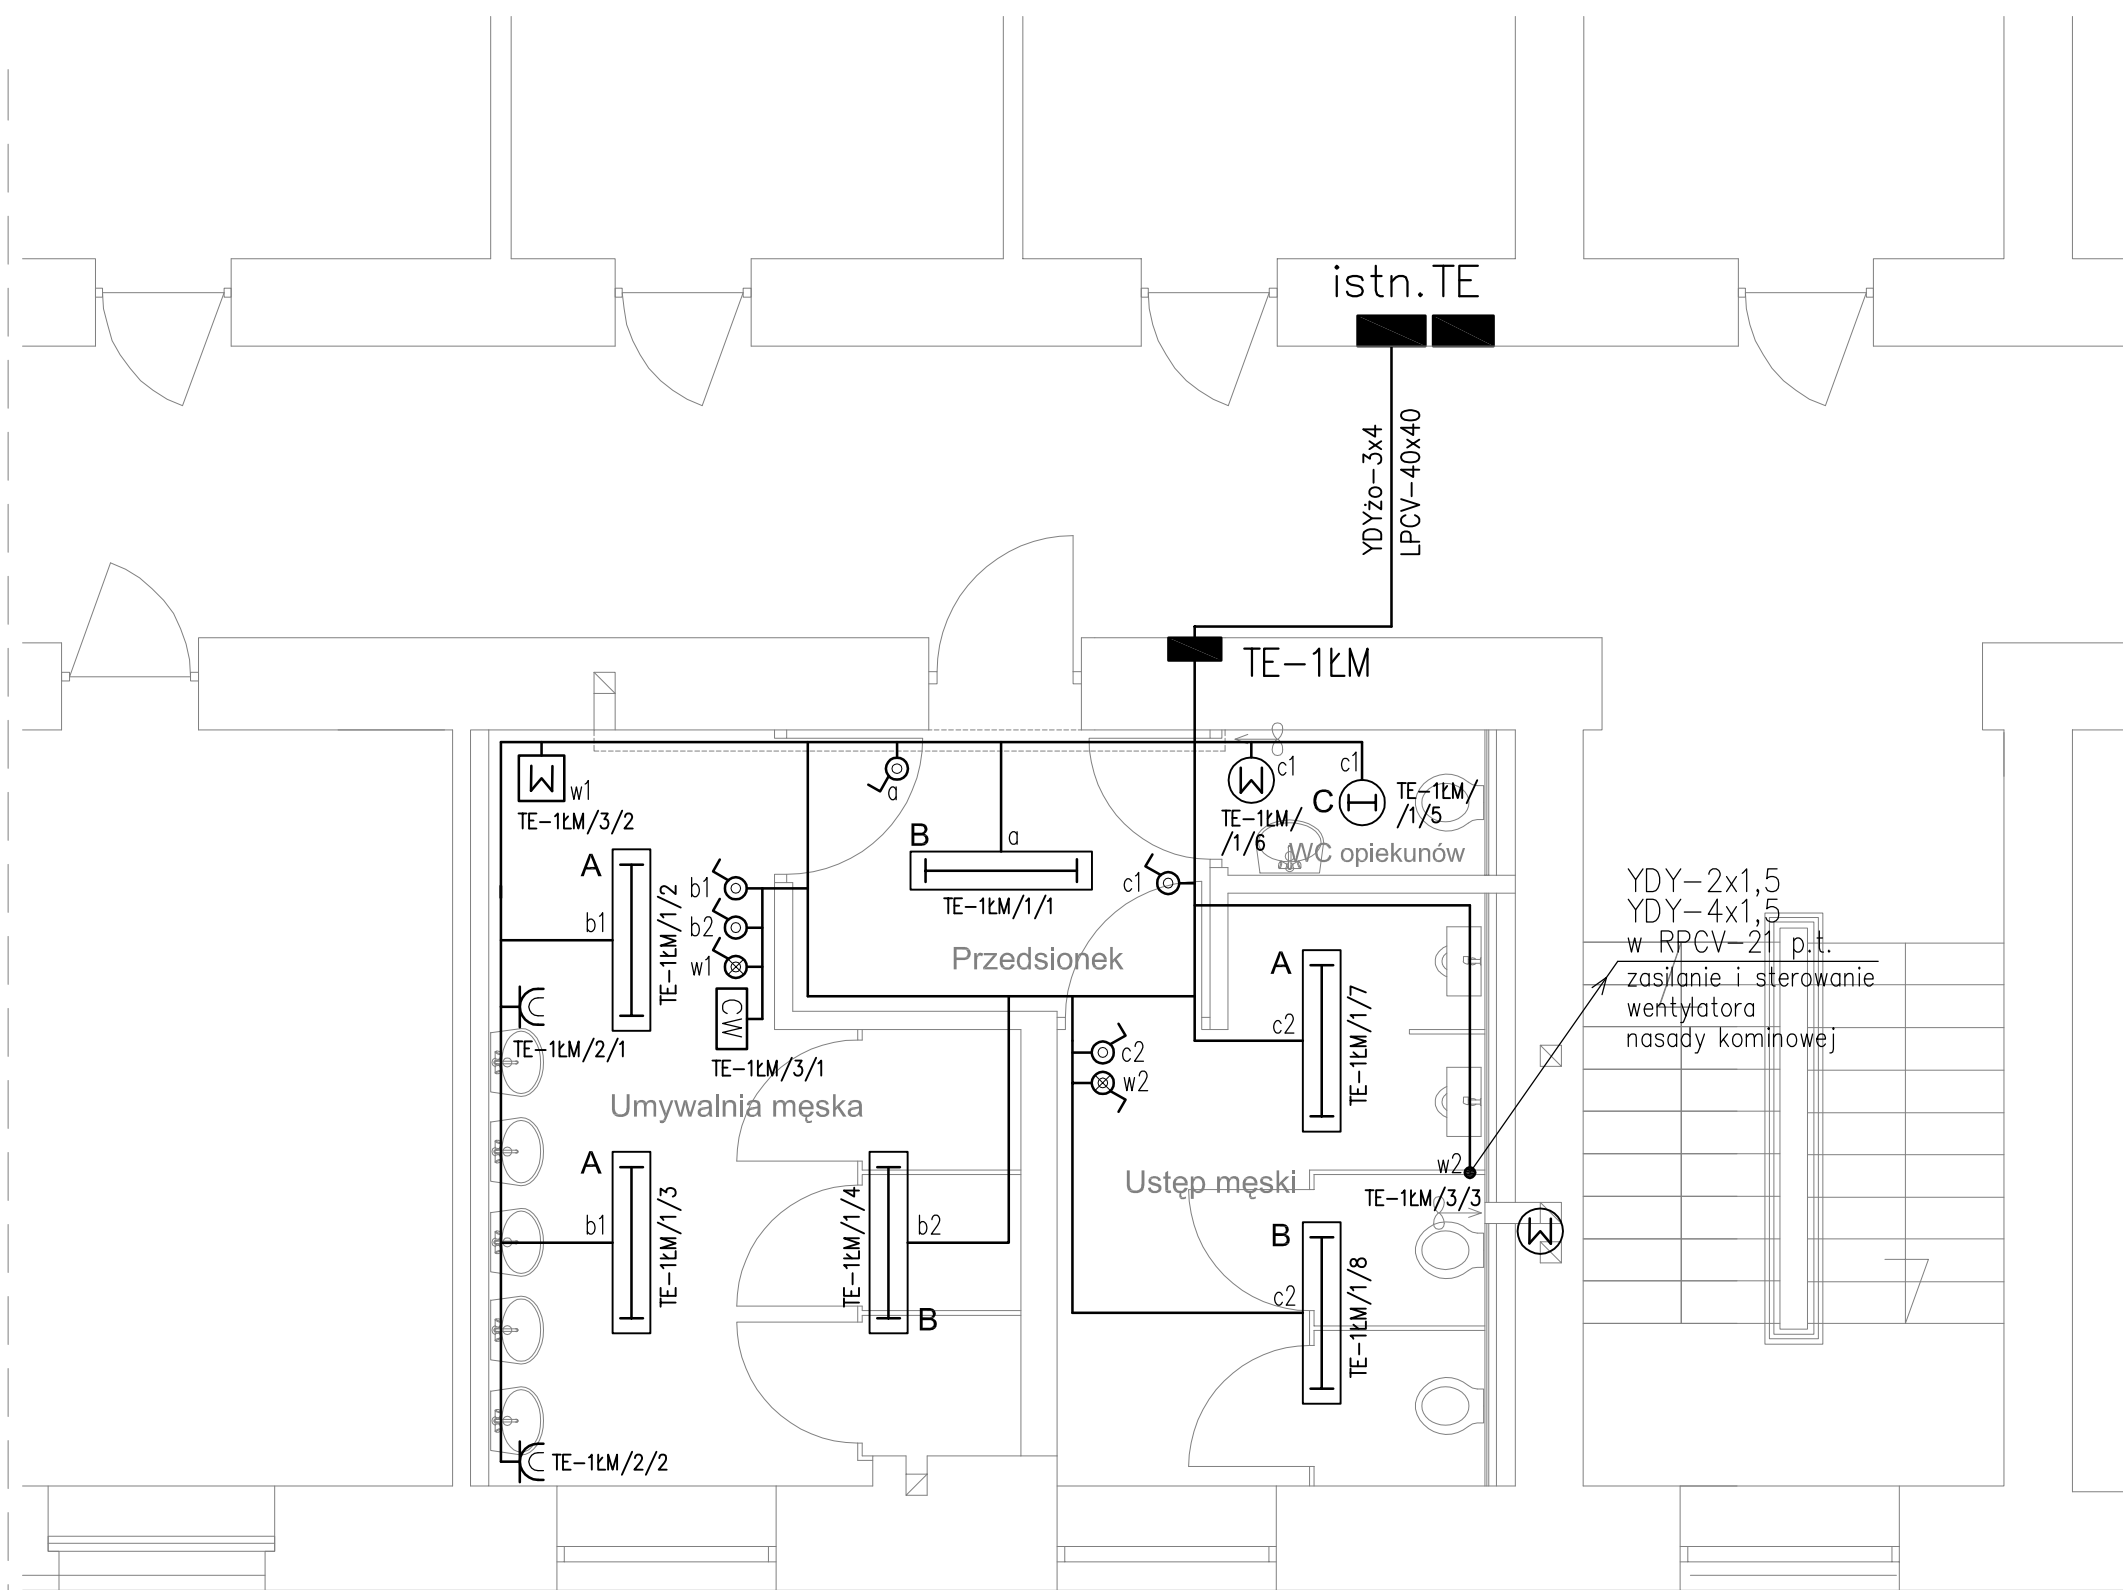 istn.TE
YDYżo-3x4
LPCV-40x40
TE-1ŁM
w1
TE-1ŁM/3/2
a
B
a
TE-1ŁM/1/1
c1
TE-1ŁM/
/1/6
c1
C
TE-1ŁM/
/1/5
WC opiekunów
A
b1
TE-1ŁM/1/2
b1
b2
w1
CW
TE-1ŁM/3/1
c1
Przedsionek
A
c2
TE-1ŁM/1/7
YDY-2x1,5
YDY-4x1,5
w RPCV-21 p.t.
zasilanie i sterowanie
wentylatora
nasady kominowej
TE-1ŁM/2/1
c2
w2
Umywalnia męska
A
b1
TE-1ŁM/1/3
TE-1ŁM/1/4
b2
B
Ustęp męski
w2
TE-1ŁM/3/3
B
c2
TE-1ŁM/1/8
TE-1ŁM/2/2